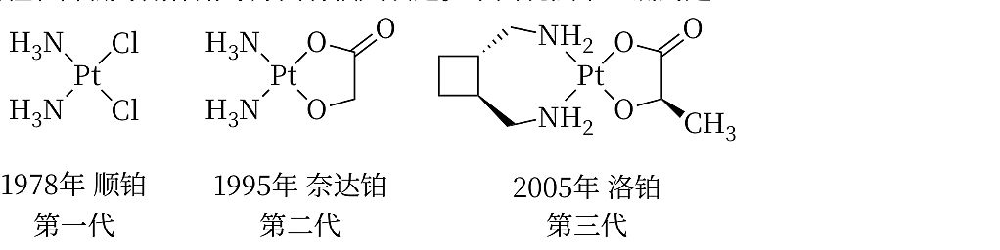 H₃N Cl
Pt
H₃N Cl
H₃N O O
Pt
H₃N O
NH₂ O O
Pt
NH₂ O
CH₃
1978年 顺铂
第一代
1995年 奈达铂
第二代
2005年 洛铂
第三代